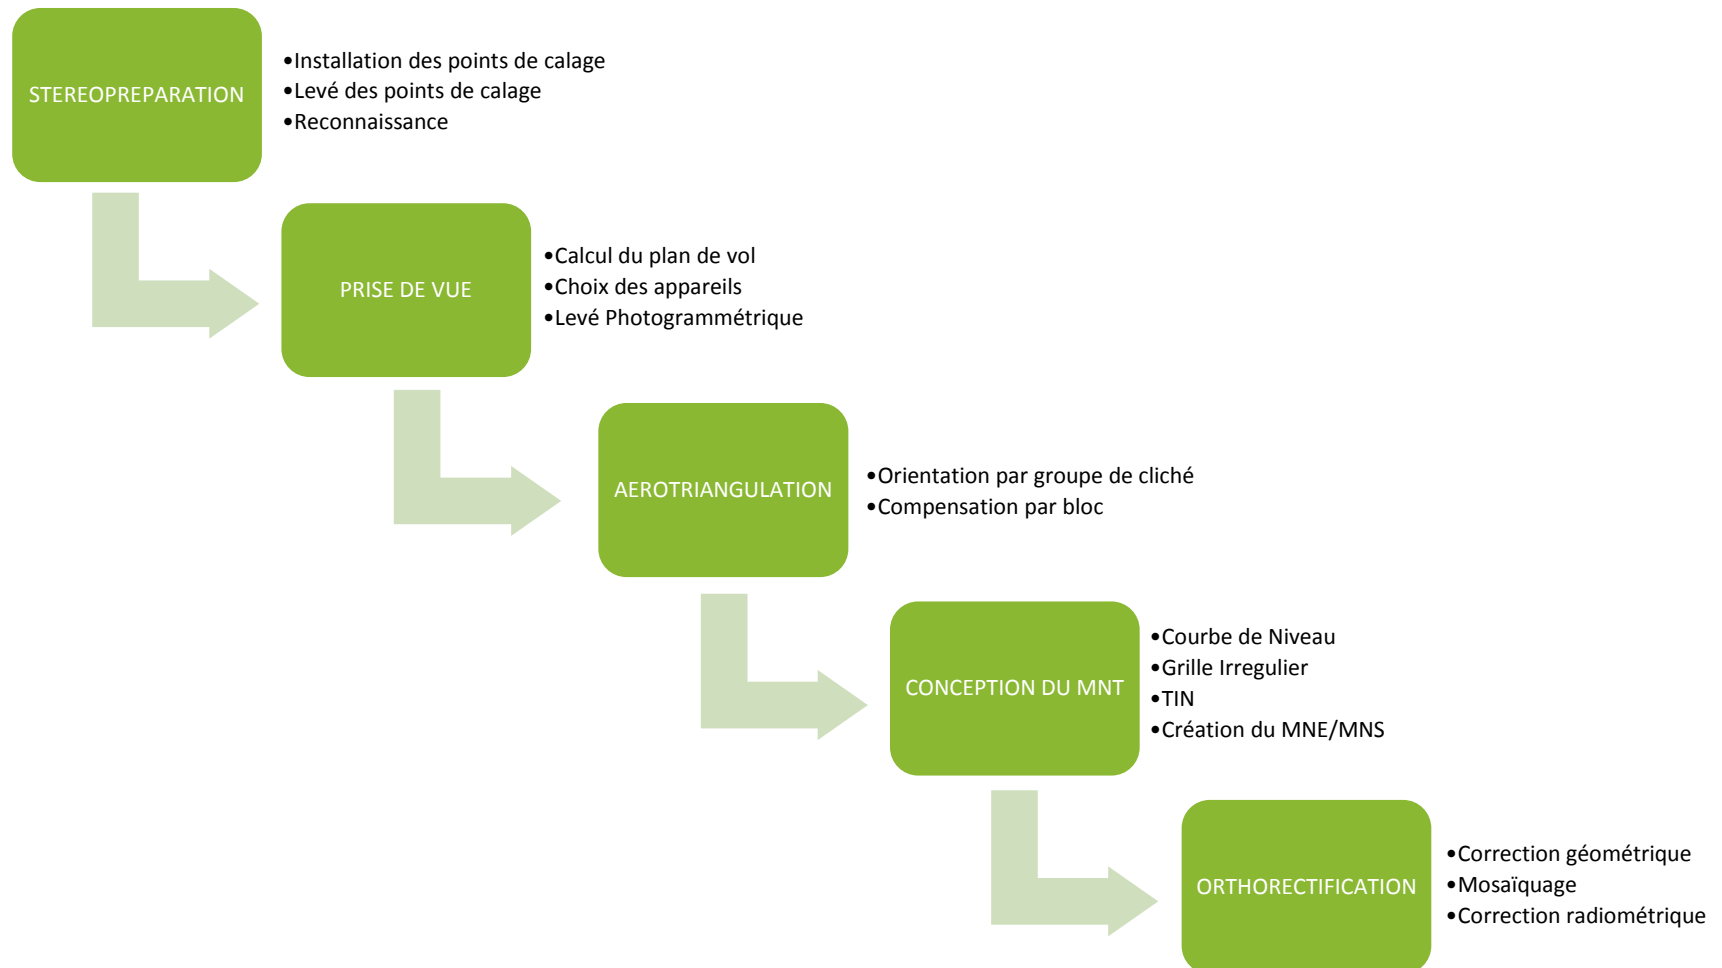 STEREOPREPARATION
•Installation des points de calage
•Levé des points de calage
•Reconnaissance
PRISE DE VUE
•Calcul du plan de vol
•Choix des appareils
•Levé Photogrammétrique
AEROTRIANGULATION
•Orientation par groupe de cliché
•Compensation par bloc
CONCEPTION DU MNT
•Courbe de Niveau
•Grille Irregulier
•TIN
•Création du MNE/MNS
ORTHORECTIFICATION
•Correction géométrique
•Mosaïquage
•Correction radiométrique